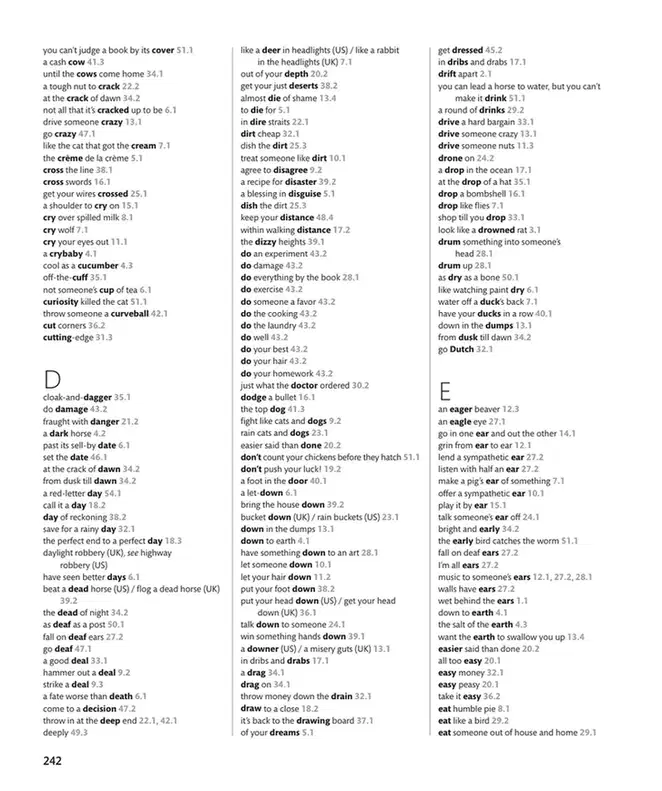 you can't judge a book by its cover 51.1
a cash cow 41.3
until the cows come home 34.1
a tough nut to crack 22.2
at the crack of dawn 34.2
not all that it's cracked up to be 6.1
drive someone crazy 13.1
go crazy 47.1
like the cat that got the cream 7.1
the crème de la crème 5.1
cross the line 38.1
cross swords 16.1
get your wires crossed 25.1
a shoulder to cry on 15.1
cry over spilled milk 8.1
cry wolf 7.1
cry your eyes out 11.1
a crybaby 4.1
cool as a cucumber 4.3
off-the-cuff 35.1
not someone's cup of tea 6.1
curiosity killed the cat 51.1
throw someone a curveball 42.1
cut corners 36.2
cutting-edge 31.3
D
cloak-and-dagger 35.1
do damage 43.2
fraught with danger 21.2
a dark horse 4.2
past its sell-by date 6.1
set the date 46.1
at the crack of dawn 34.2
from dusk till dawn 34.2
a red-letter day 54.1
call it a day 18.2
day of reckoning 38.2
save for a rainy day 32.1
the perfect end to a perfect day 18.3
daylight robbery (UK), see highway
robbery (US)
have seen better days 6.1
beat a dead horse (US) / flog a dead horse (UK)
39.2
the dead of night 34.2
as deaf as a post 50.1
fall on deaf ears 27.2
go deaf 47.1
a good deal 33.1
hammer out a deal 9.2
strike a deal 9.3
a fate worse than death 6.1
come to a decision 47.2
throw in at the deep end 22.1, 42.1
deeply 49.3
like a deer in headlights (US) / like a rabbit
in the headlights (UK) 7.1
out of your depth 20.2
get your just deserts 38.2
almost die of shame 13.4
to die for 5.1
in dire straits 22.1
dirt cheap 32.1
dish the dirt 25.3
treat someone like dirt 10.1
agree to disagree 9.2
a recipe for disaster 39.2
a blessing in disguise 5.1
dish the dirt 25.3
keep your distance 48.4
within walking distance 17.2
the dizzy heights 39.1
do an experiment 43.2
do damage 43.2
do everything by the book 28.1
do exercise 43.2
do someone a favor 43.2
do the cooking 43.2
do the laundry 43.2
do well 43.2
do your best 43.2
do your hair 43.2
do your homework 43.2
just what the doctor ordered 30.2
dodge a bullet 16.1
the top dog 41.3
fight like cats and dogs 9.2
rain cats and dogs 23.1
easier said than done 20.2
don't count your chickens before they hatch 51.1
don't push your luck! 19.2
a foot in the door 40.1
a let-down 6.1
bring the house down 39.2
bucket down (UK) / rain buckets (US) 23.1
down in the dumps 13.1
down to earth 4.1
have something down to an art 28.1
let someone down 10.1
let your hair down 11.2
put your foot down 38.2
put your head down (US) / get your head
down (UK) 36.1
talk down to someone 24.1
win something hands down 39.1
a downer (US) / a misery guts (UK) 13.1
in dribs and drabs 17.1
a drag 34.1
drag on 34.1
throw money down the drain 32.1
draw to a close 18.2
it's back to the drawing board 37.1
of your dreams 5.1
get dressed 45.2
in dribs and drabs 17.1
drift apart 2.1
you can lead a horse to water, but you can't
make it drink 51.1
a round of drinks 29.2
drive a hard bargain 33.1
drive someone crazy 13.1
drive someone nuts 11.3
drone on 24.2
a drop in the ocean 17.1
at the drop of a hat 35.1
drop a bombshell 16.1
drop like flies 7.1
shop till you drop 33.1
look like a drowned rat 3.1
drum something into someone's
head 28.1
drum up 28.1
as dry as a bone 50.1
like watching paint dry 6.1
water off a duck's back 7.1
have your ducks in a row 40.1
down in the dumps 13.1
from dusk till dawn 34.2
go Dutch 32.1
E
an eager beaver 12.3
an eagle eye 27.1
go in one ear and out the other 14.1
grin from ear to ear 12.1
lend a sympathetic ear 27.2
listen with half an ear 27.2
make a pig's ear of something 7.1
offer a sympathetic ear 10.1
play it by ear 15.1
talk someone's ear off 24.1
bright and early 34.2
the early bird catches the worm 51.1
fall on deaf ears 27.2
I'm all ears 27.2
music to someone's ears 12.1, 27.2, 28.1
walls have ears 27.2
wet behind the ears 1.1
down to earth 4.1
the salt of the earth 4.3
want the earth to swallow you up 13.4
easier said than done 20.2
all too easy 20.1
easy money 32.1
easy peasy 20.1
take it easy 36.2
eat humble pie 8.1
eat like a bird 29.2
eat someone out of house and home 29.1
242